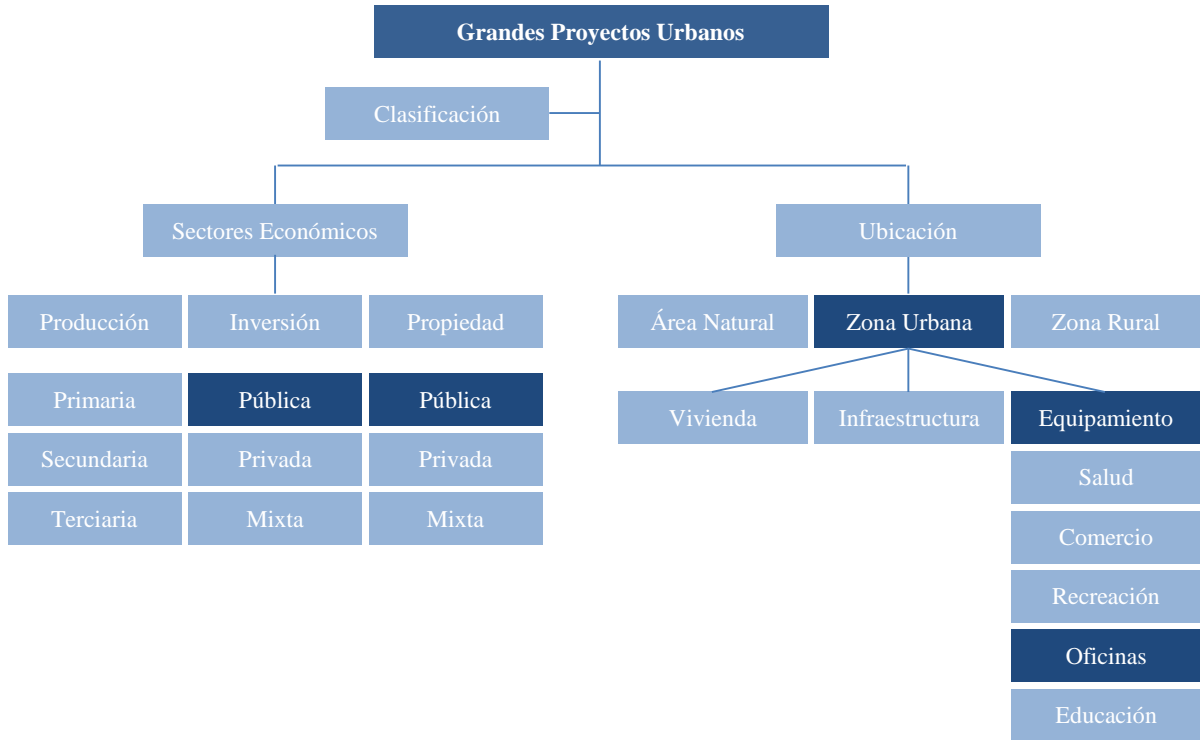 Grandes Proyectos Urbanos
Clasificación
Sectores Económicos
Ubicación
Producción
Inversión
Propiedad
Área Natural
Zona Urbana
Zona Rural
Primaria
Pública
Pública
Vivienda
Infraestructura
Equipamiento
Secundaria
Privada
Privada
Salud
Terciaria
Mixta
Mixta
Comercio
Recreación
Oficinas
Educación